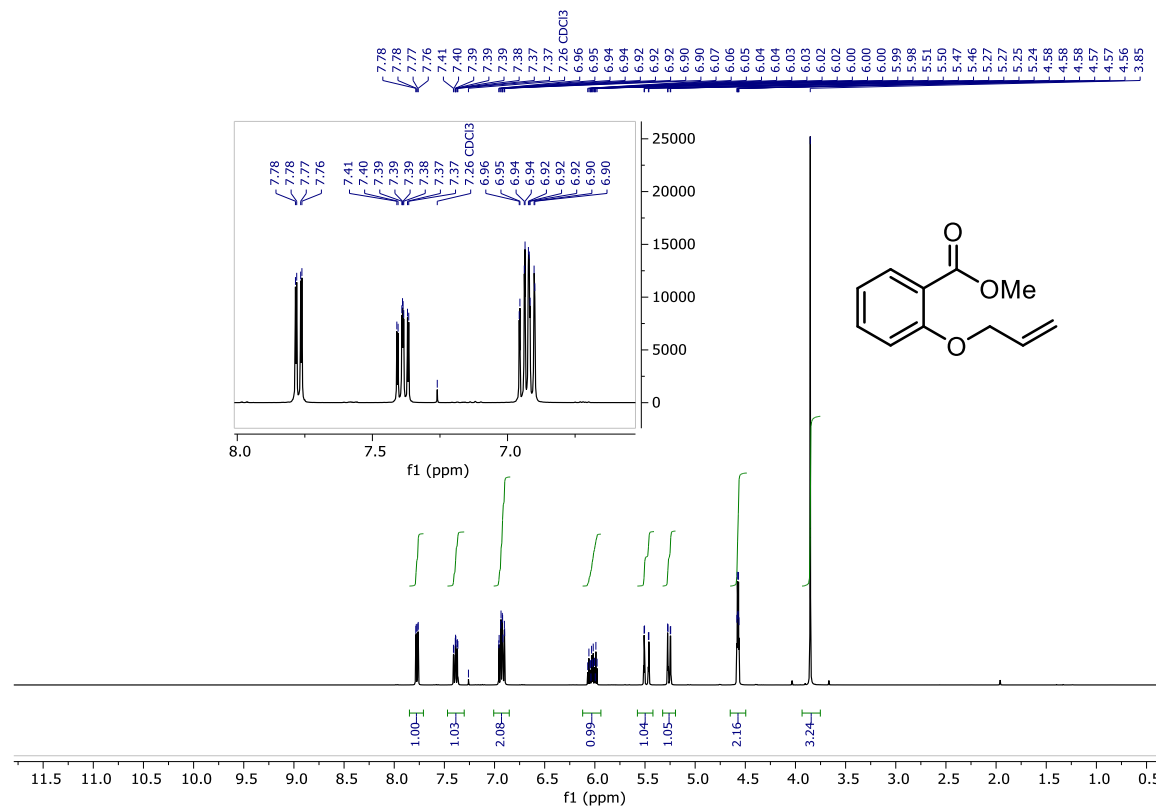 7.78 7.78 7.77 7.76 7.41 7.40 7.39 7.39 7.39 7.38 7.37 7.37 7.26 CDCl3 6.96 6.95 6.94 6.94 6.92 6.92 6.92 6.90 6.90 6.07 6.06 6.05 6.04 6.04 6.03 6.03 6.02 6.02 6.00 6.00 6.00 5.99 5.98 5.51 5.50 5.47 5.46 5.27 5.27 5.25 5.24 4.58 4.58 4.58 4.57 4.57 4.56 3.85
7.78 7.78 7.77 7.76 7.41 7.40 7.39 7.39 7.39 7.38 7.37 7.37 7.26 CDCl3 6.96 6.95 6.94 6.94 6.92 6.92 6.92 6.90 6.90
25000
20000
15000
10000
5000
0
8.0 7.5 7.0
f1 (ppm)
O
OMe
O
1.00 1.03 2.08 0.99 1.04 1.05 2.16 3.24
11.5 11.0 10.5 10.0 9.5 9.0 8.5 8.0 7.5 7.0 6.5 6.0 5.5 5.0 4.5 4.0 3.5 3.0 2.5 2.0 1.5 1.0
f1 (ppm)